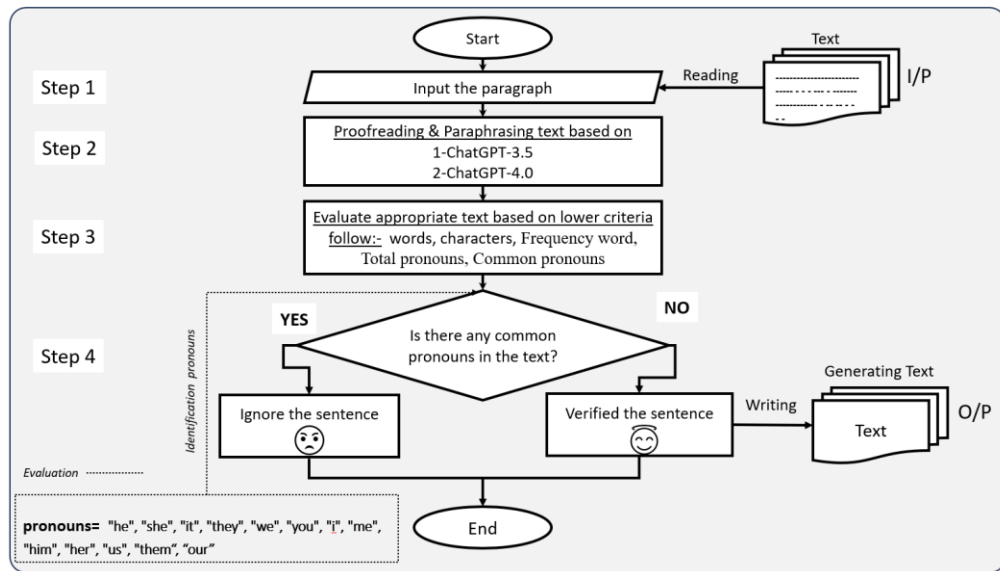 Start
Text
Step 1
Input the paragraph
Reading
I/P
Step 2
Proofreading & Paraphrasing text based on
1-ChatGPT-3.5
2-ChatGPT-4.0
Step 3
Evaluate appropriate text based on lower criteria
follow:- words, characters, Frequency word,
Total pronouns, Common pronouns
YES
NO
Step 4
Is there any common
pronouns in the text?
Identification pronouns
Ignore the sentence
Verified the sentence
Writing
Generating Text
Text
O/P
Evaluation
End
pronouns= "he", "she", "it", "they", "we", "you", "i", "me",
"him", "her", "us", "them“, “our”